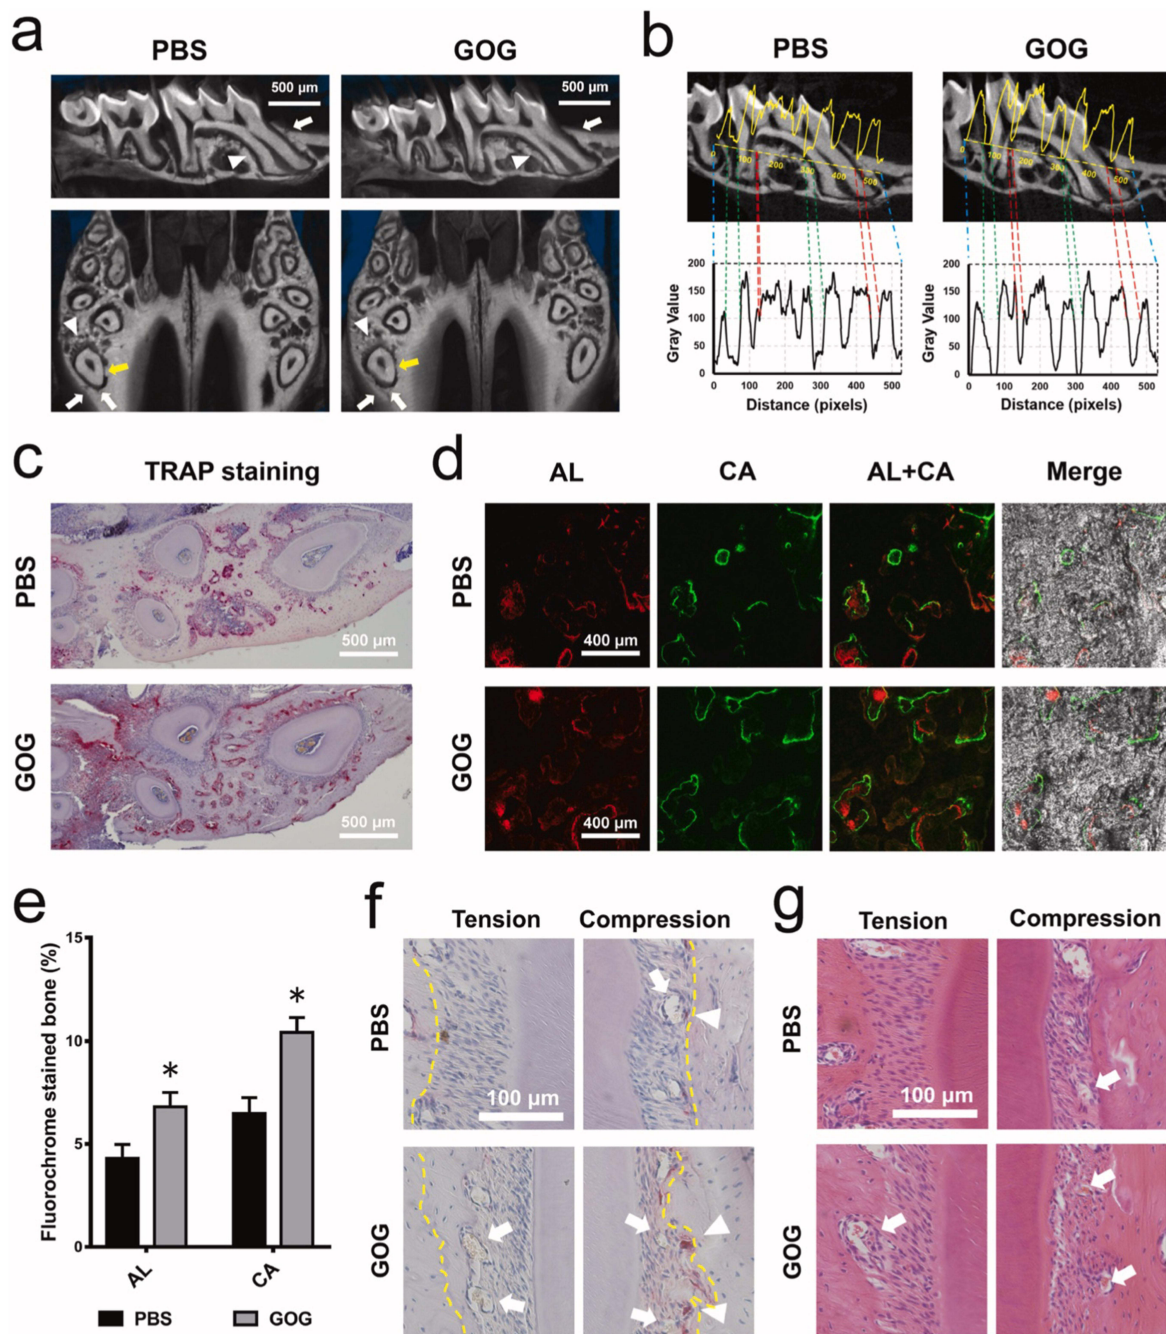 a
PBS
GOG
500 µm
500 µm
b
PBS
GOG
0
100
200
300
400
500
0
100
200
300
400
500
Gray Value
200
150
100
50
0
0 100 200 300 400 500
Distance (pixels)
Gray Value
200
150
100
50
0
0 100 200 300 400 500
Distance (pixels)
c
TRAP staining
PBS
500 µm
GOG
500 µm
d
AL
CA
AL+CA
Merge
PBS
400 µm
GOG
400 µm
e
Fluorochrome stained bone (%)
15
10
5
0
*
*
AL
CA
PBS
GOG
f
Tension
Compression
PBS
100 µm
GOG
g
Tension
Compression
PBS
100 µm
GOG